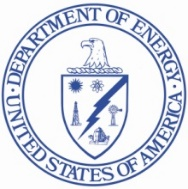 DEPARTMENT OF ENERGY
UNITED STATES OF AMERICA